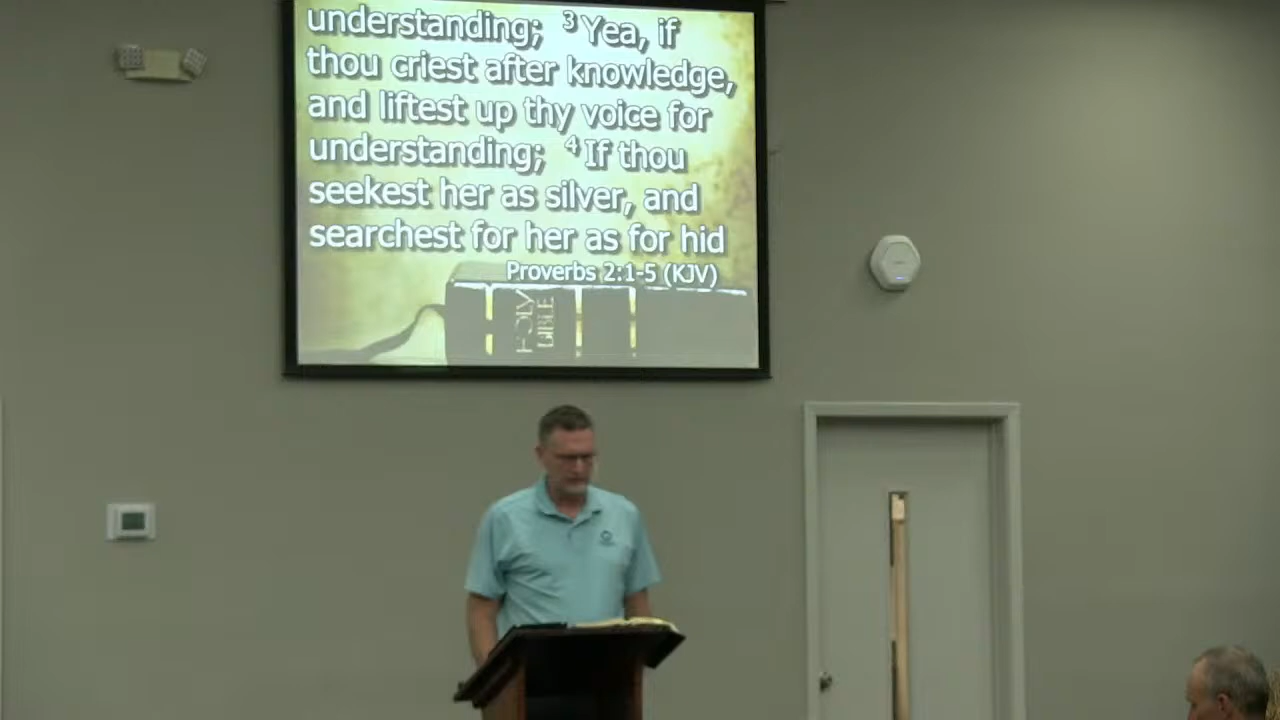 understanding; 3 Yea, if
thou criest after knowledge,
and liftest up thy voice for
understanding; 4 If thou
seekest her as silver, and
searchest for her as for hid
Proverbs 2:1-5 (KJV)
HOLY
BIBLE